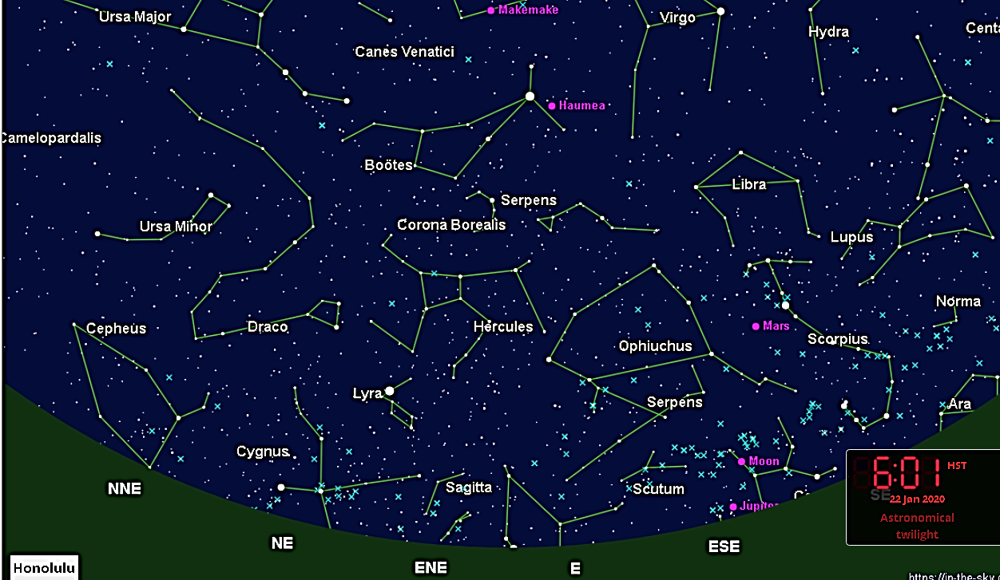 Ursa Major
Makemake
Virgo
Hydra
Canes Venatici
Haumea
Camelopardalis
Boötes
Libra
Serpens
Ursa Minor
Corona Borealis
Lupus
Norma
Cepheus
Draco
Hercules
Mars
Scorpius
Ophiuchus
Lyra
Serpens
Ara
Cygnus
Moon
Sagitta
Scutum
Jupiter
NNE
6:01 HST
SE
22 Jan 2020
Astronomical
twilight
NE
ENE
E
ESE
Honolulu